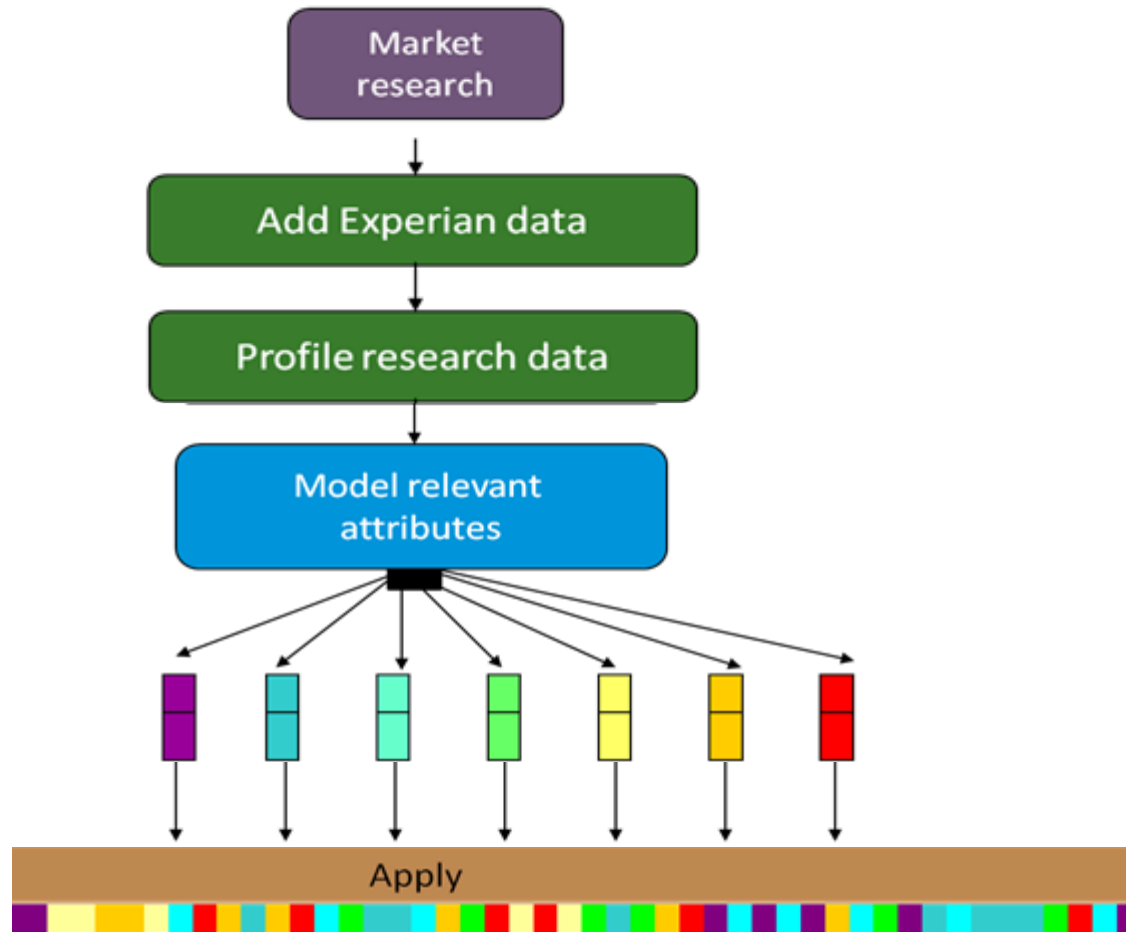 Market
research
Add Experian data
Profile research data
Model relevant
attributes
Apply